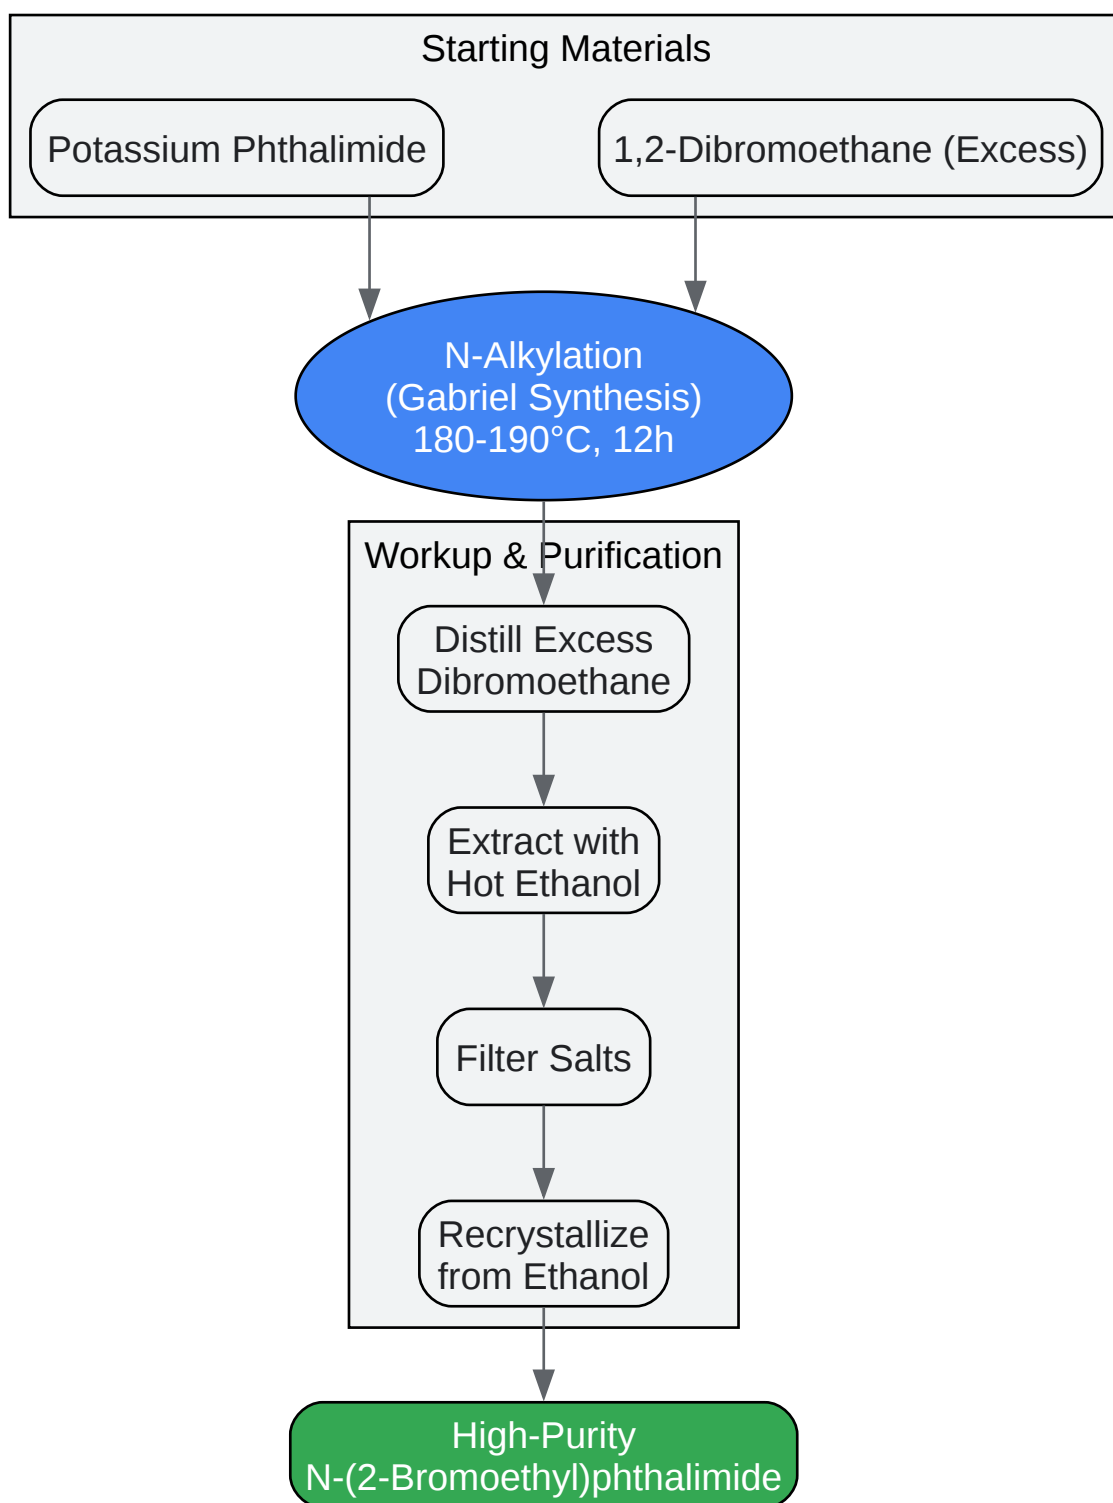 Starting Materials
Potassium Phthalimide
1,2-Dibromoethane (Excess)
N-Alkylation
(Gabriel Synthesis)
180-190°C, 12h
Workup & Purification
Distill Excess
Dibromoethane
Extract with
Hot Ethanol
Filter Salts
Recrystallize
from Ethanol
High-Purity
N-(2-Bromoethyl)phthalimide